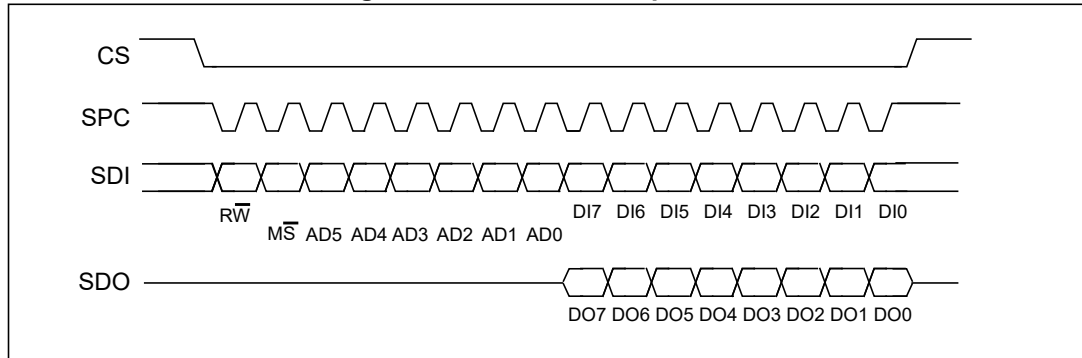 CS
SPC
SDI
RW̅
DI7 DI6 DI5 DI4 DI3 DI2 DI1 DI0
MS̅ AD5 AD4 AD3 AD2 AD1 AD0
SDO
DO7 DO6 DO5 DO4 DO3 DO2 DO1 DO0